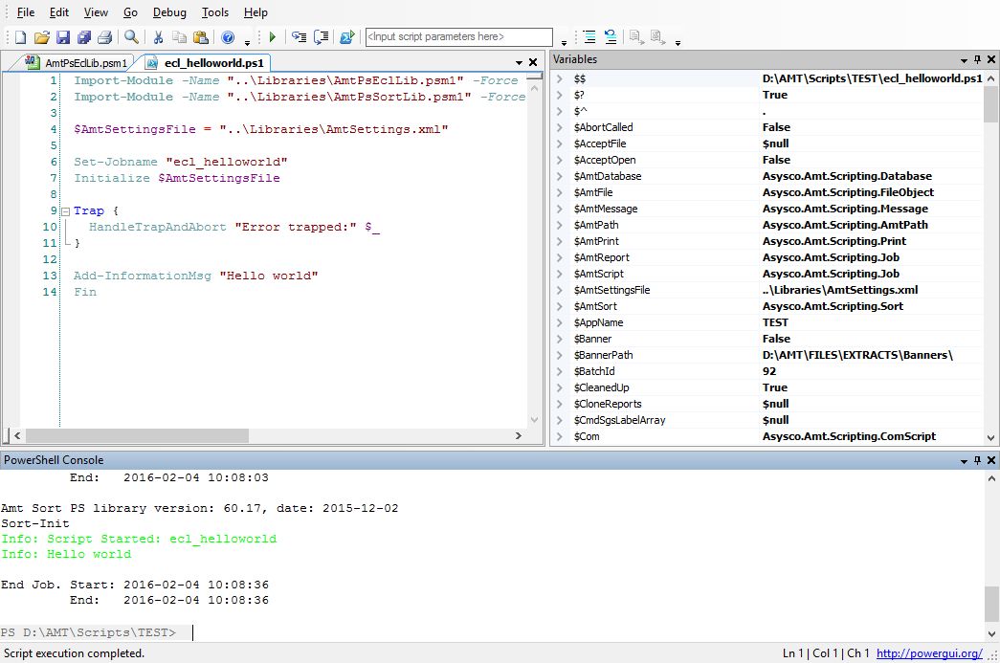 File Edit View Go Debug Tools Help
<Input script parameters here>
AmtPsEclLib.psm1 ecl_helloworld.ps1
1 Import-Module -Name "..\Libraries\AmtPsEclLib.psm1" -Force
2 Import-Module -Name "..\Libraries\AmtPsSortLib.psm1" -Force
3
4 $AmtSettingsFile = "..\Libraries\AmtSettings.xml"
5
6 Set-Jobname "ecl_helloworld"
7 Initialize $AmtSettingsFile
8
9 Trap {
10 HandleTrapAndAbort "Error trapped:" $_
11 }
12
13 Add-InformationMsg "Hello world"
14 Fin
Variables
$$ D:\AMT\Scripts\TEST\ecl_helloworld.ps1
$? True
$^ .
$AbortCalled False
$AcceptFile $null
$AcceptOpen False
$AmtDatabase Asysco.Amt.Scripting.Database
$AmtFile Asysco.Amt.Scripting.FileObject
$AmtMessage Asysco.Amt.Scripting.Message
$AmtPath Asysco.Amt.Scripting.AmtPath
$AmtPrint Asysco.Amt.Scripting.Print
$AmtReport Asysco.Amt.Scripting.Job
$AmtScript Asysco.Amt.Scripting.Job
$AmtSettingsFile ..\Libraries\AmtSettings.xml
$AmtSort Asysco.Amt.Scripting.Sort
$AppName TEST
$Banner False
$BannerPath D:\AMT\FILES\EXTRACTS\Banners\
$BatchId 92
$CleanedUp True
$CloneReports $null
$CmdSgsLabelArray $null
$Com Asysco.Amt.Scripting.ComScript
PowerShell Console
End: 2016-02-04 10:08:03
Amt Sort PS library version: 60.17, date: 2015-12-02
Sort-Init
Info: Script Started: ecl_helloworld
Info: Hello world
End Job. Start: 2016-02-04 10:08:36
End: 2016-02-04 10:08:36
PS D:\AMT\Scripts\TEST>
Script execution completed. Ln 1 | Col 1 | Ch 1 http://powergui.org/